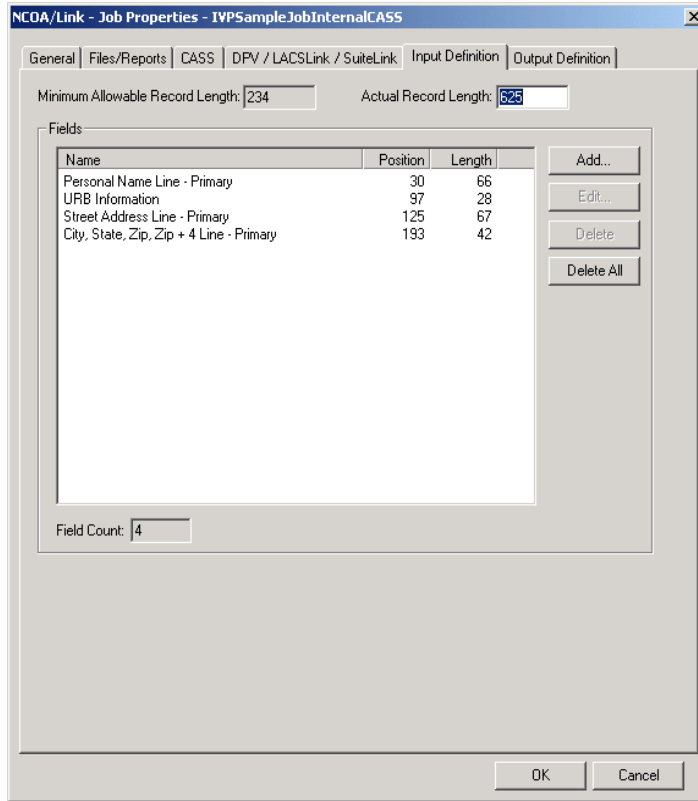 NCOA/Link - Job Properties - IVPSampleJobInternalCASS
General Files/Reports CASS DPV / LACSLink / SuiteLink Input Definition Output Definition
Minimum Allowable Record Length: 234 Actual Record Length: 625
Fields
Name Position Length
Personal Name Line - Primary 30 66
URB Information 97 28
Street Address Line - Primary 125 67
City, State, Zip, Zip + 4 Line - Primary 193 42
Add...
Edit...
Delete
Delete All
Field Count: 4
OK Cancel